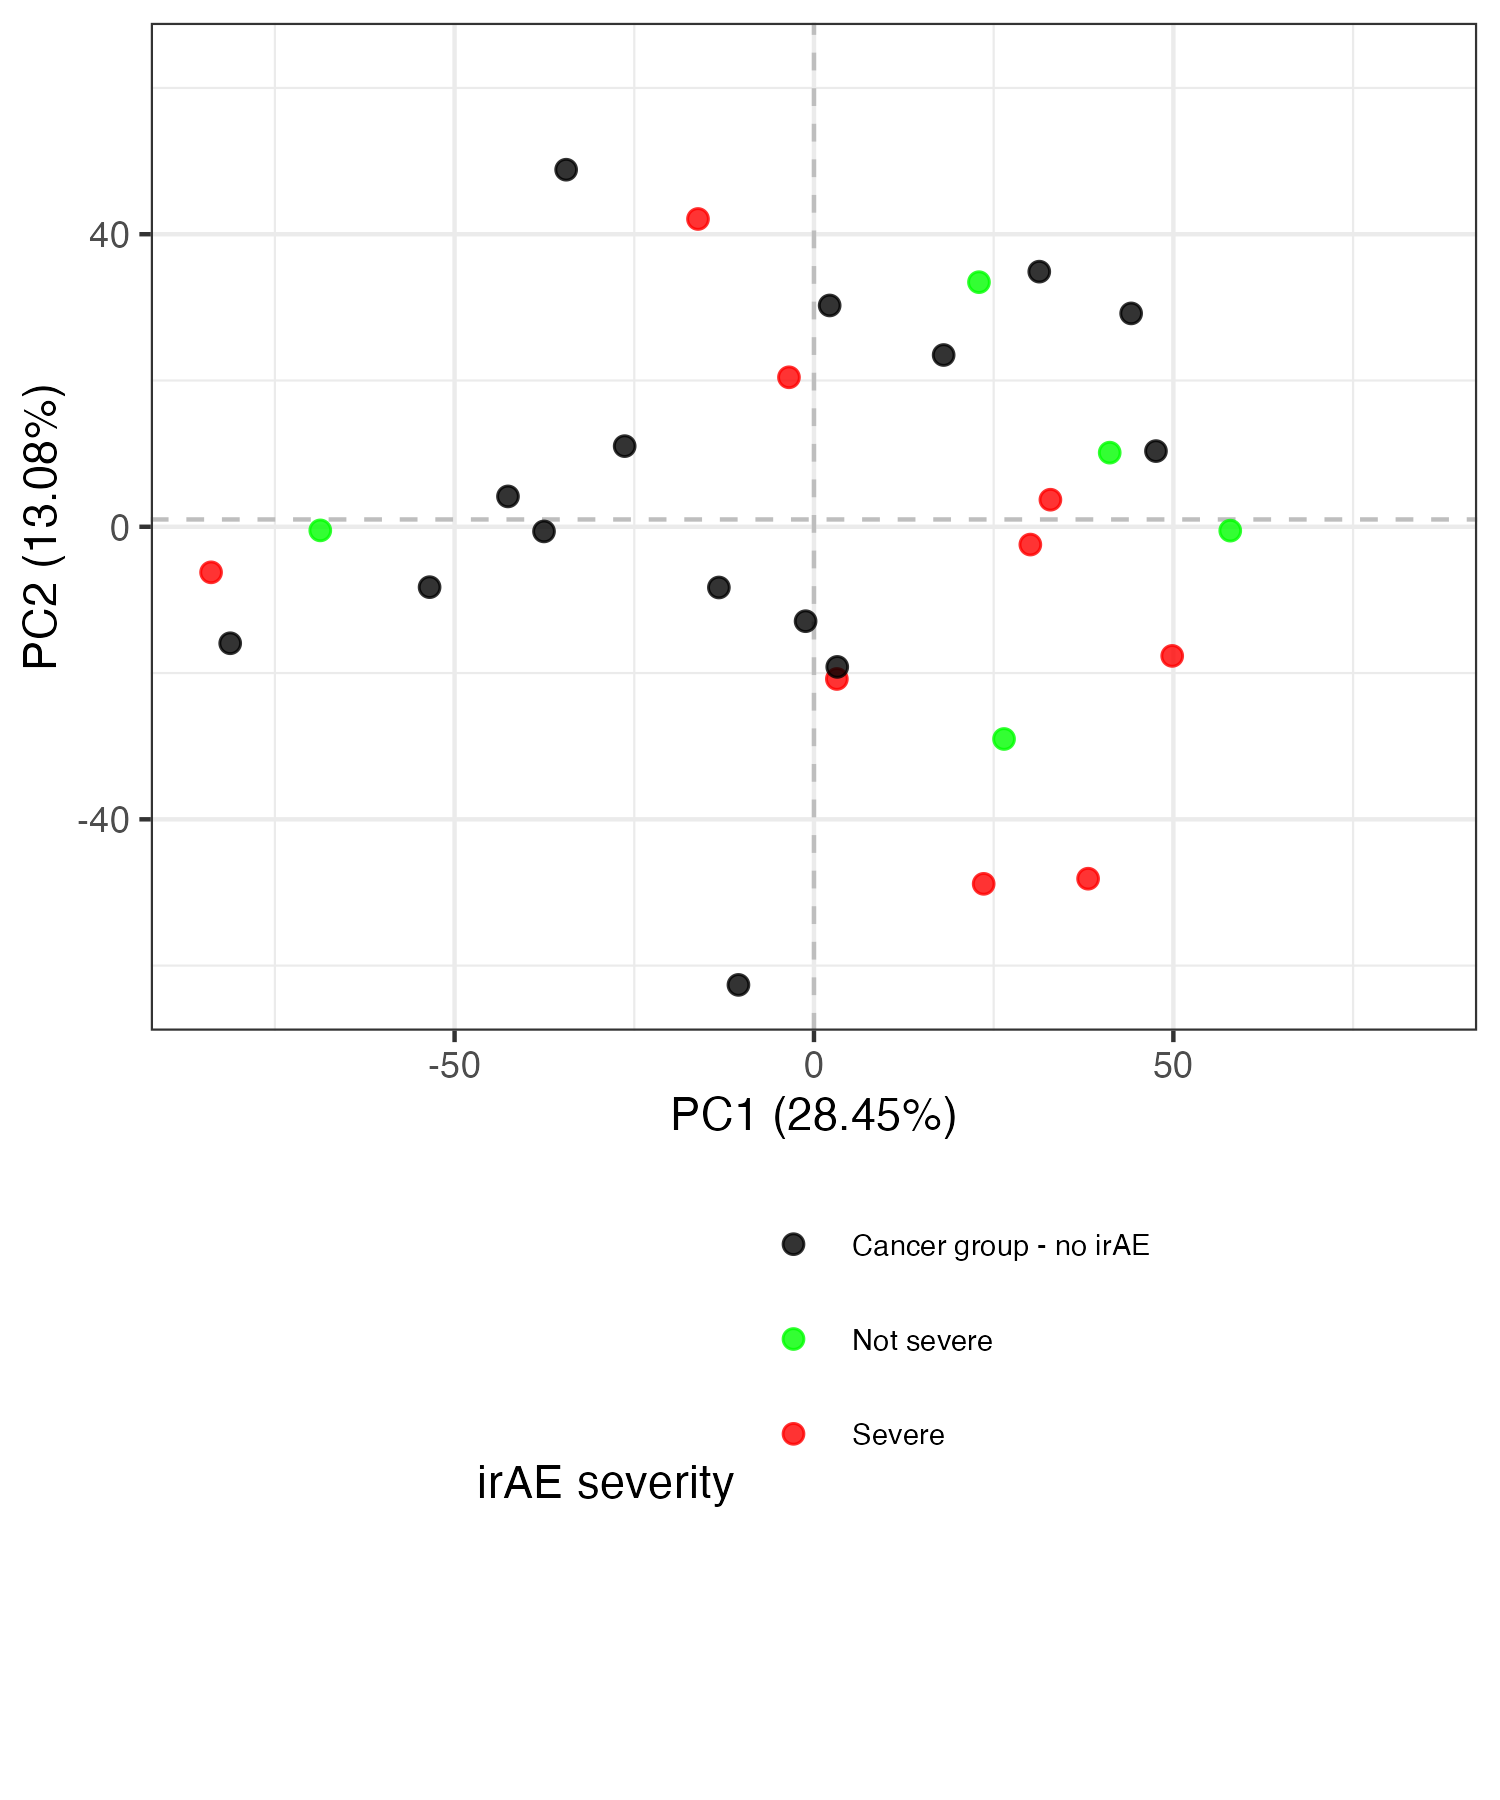 PC2 (13.08%)
40
0
-40
-50
0
50
PC1 (28.45%)
irAE severity
Cancer group - no irAE
Not severe
Severe